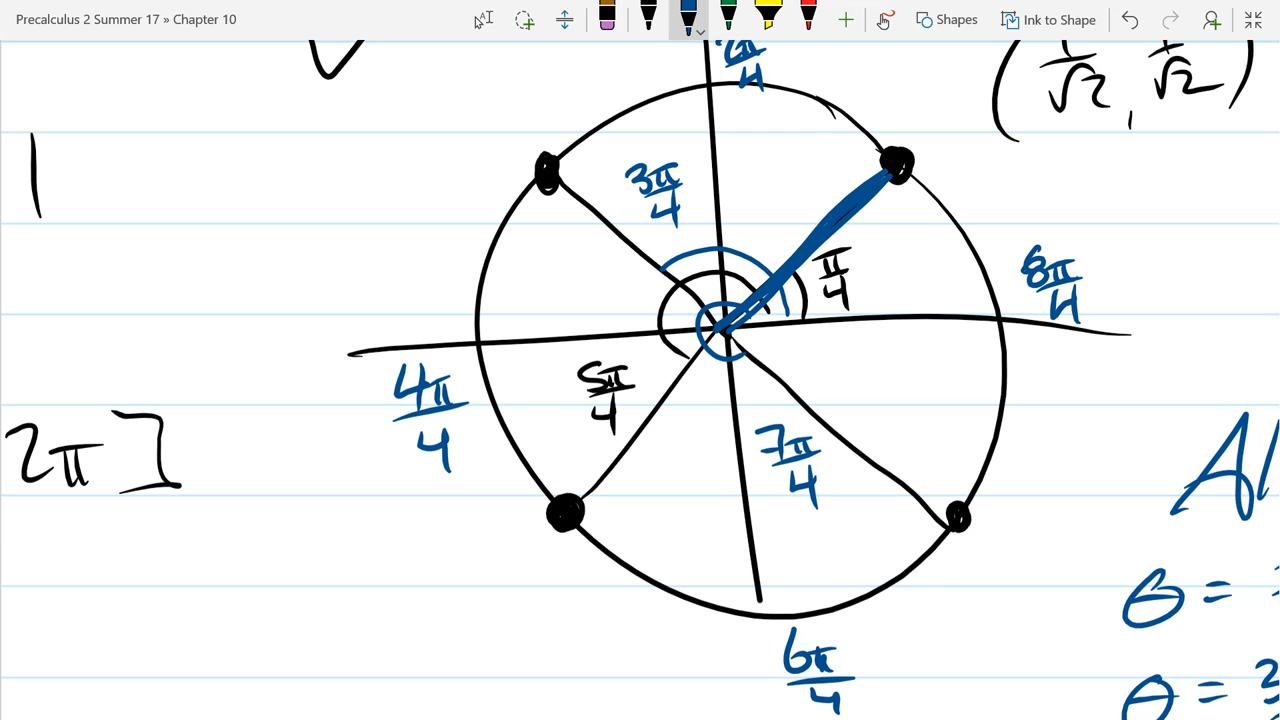 Precalculus 2 Summer 17 » Chapter 10
Shapes
Ink to Shape
2π/4
(1/√2, 1/√2)
3π/4
π/4
8π/4
4π/4
5π/4
7π/4
2π]
θ =
6π/4
θ =